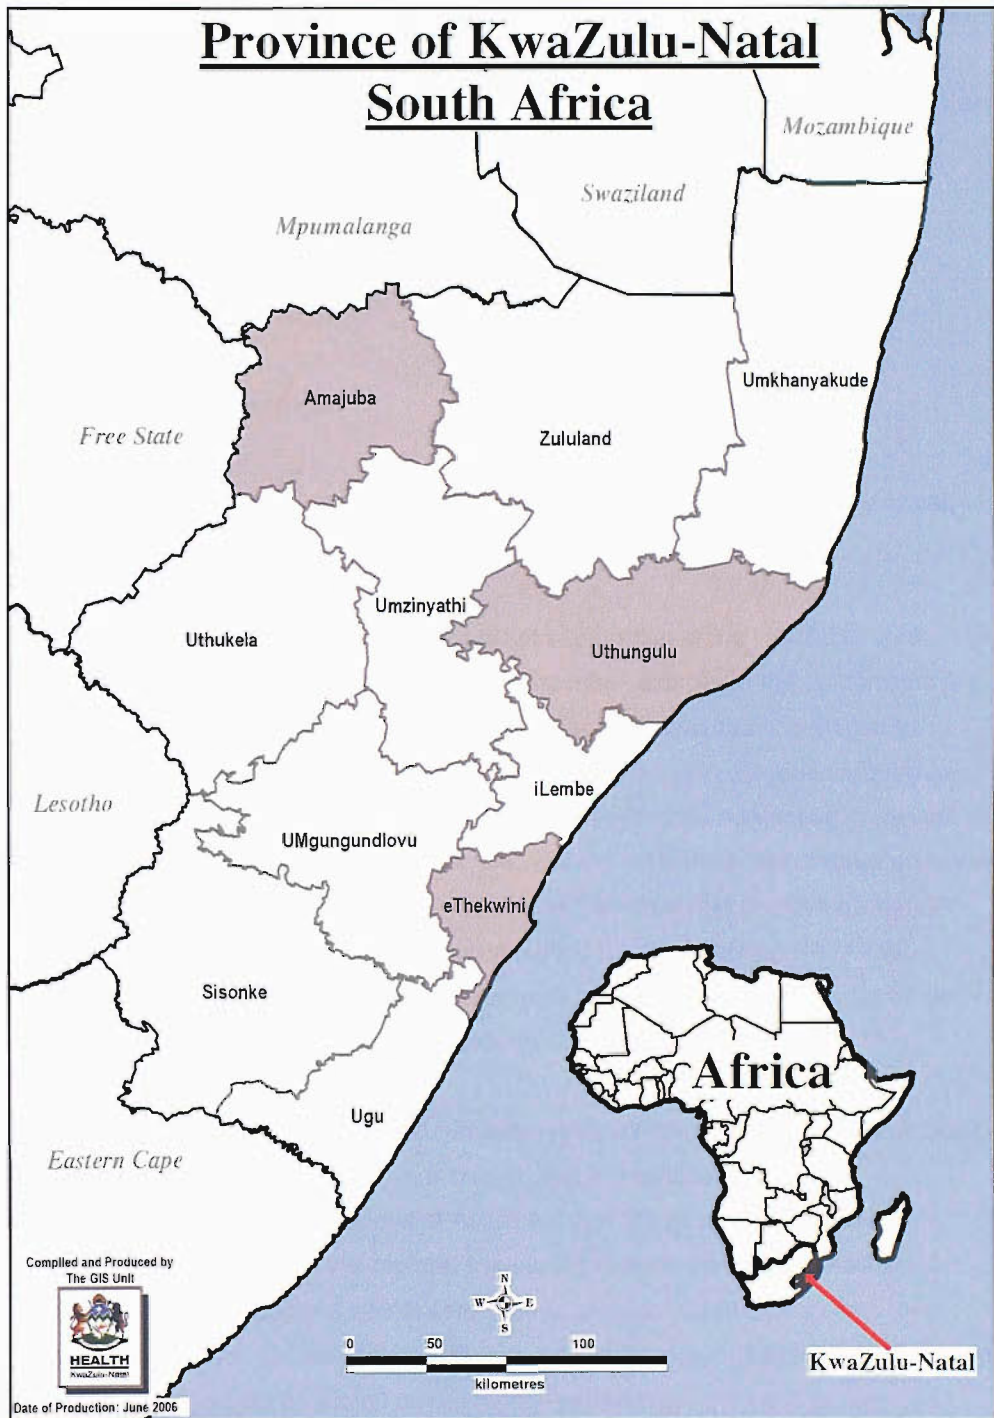 Province of KwaZulu-Natal
South Africa
Mozambique
Swaziland
Mpumalanga
Umkhanyakude
Amajuba
Free State
Zululand
Umzinyathi
Uthukela
Uthungulu
iLembe
Lesotho
UMgungundlovu
eThekwini
Sisonke
Africa
Ugu
Eastern Cape
Compiled and Produced by
The GIS Unit
HEALTH
KwaZulu-Natal
Date of Production: June 2006
N
W E
S
0 50 100
kilometres
KwaZulu-Natal